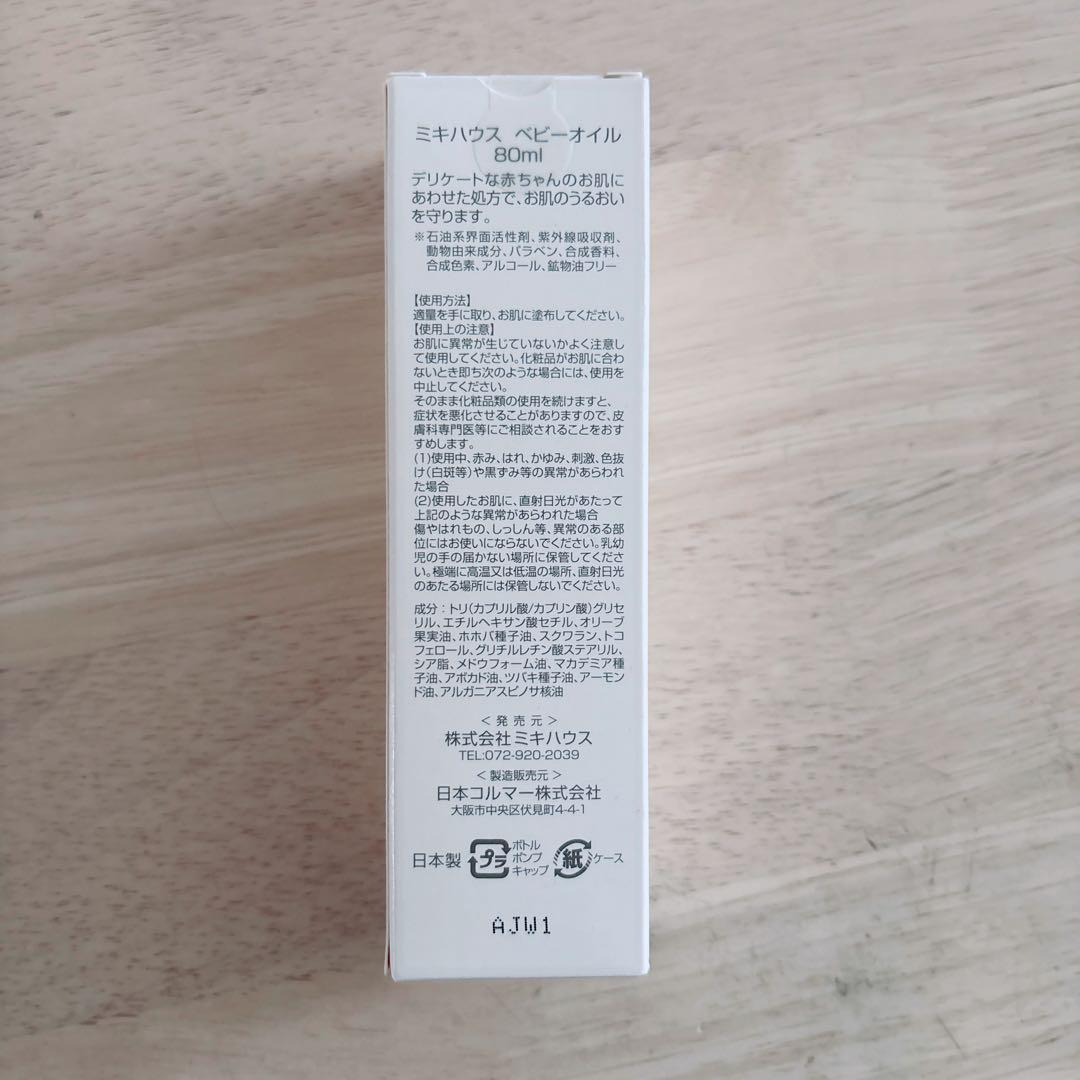 ミキハウス ベビーオイル
80ml
デリケートな赤ちゃんのお肌に
あわせた処方で、お肌のうるおい
を守ります。
※石油系界面活性剤、紫外線吸収剤、
動物由来成分、パラベン、合成香料、
合成色素、アルコール、鉱物油フリー
【使用方法】
適量を手に取り、お肌に塗布してください。
【使用上の注意】
お肌に異常が生じていないかよく注意し
て使用してください。化粧品がお肌に合わ
ないとき即ち次のような場合には、使用を
中止してください。
そのまま化粧品類の使用を続けますと、
症状を悪化させることがありますので、皮
膚科専門医等にご相談されることをおす
すめします。
(1)使用中、赤み、はれ、かゆみ、刺激、色抜
け(白斑等)や黒ずみ等の異常があらわれ
た場合
(2)使用したお肌に、直射日光があたって
上記のような異常があらわれた場合
傷やはれもの、しっしん等、異常のある部
位にはお使いにならないでください。乳幼
児の手の届かない場所に保管してくださ
い。極端に高温又は低温の場所、直射日光
のあたる場所には保管しないでください。
成分：トリ(カプリル酸/カプリン酸)グリセ
リル、エチルヘキサン酸セチル、オリーブ
果実油、ホホバ種子油、スクワラン、トコ
フェロール、グリチルレチン酸ステアリル、
シア脂、メドウフォーム油、マカデミア種
子油、アボカド油、ツバキ種子油、アーモン
ド油、アルガニアスピノサ核油
＜発売元＞
株式会社ミキハウス
TEL:072-920-2039
＜製造販売元＞
日本コルマー株式会社
大阪市中央区伏見町4-4-1
日本製 プラ ボトル ポンプ キャップ 紙 ケース
AJW1